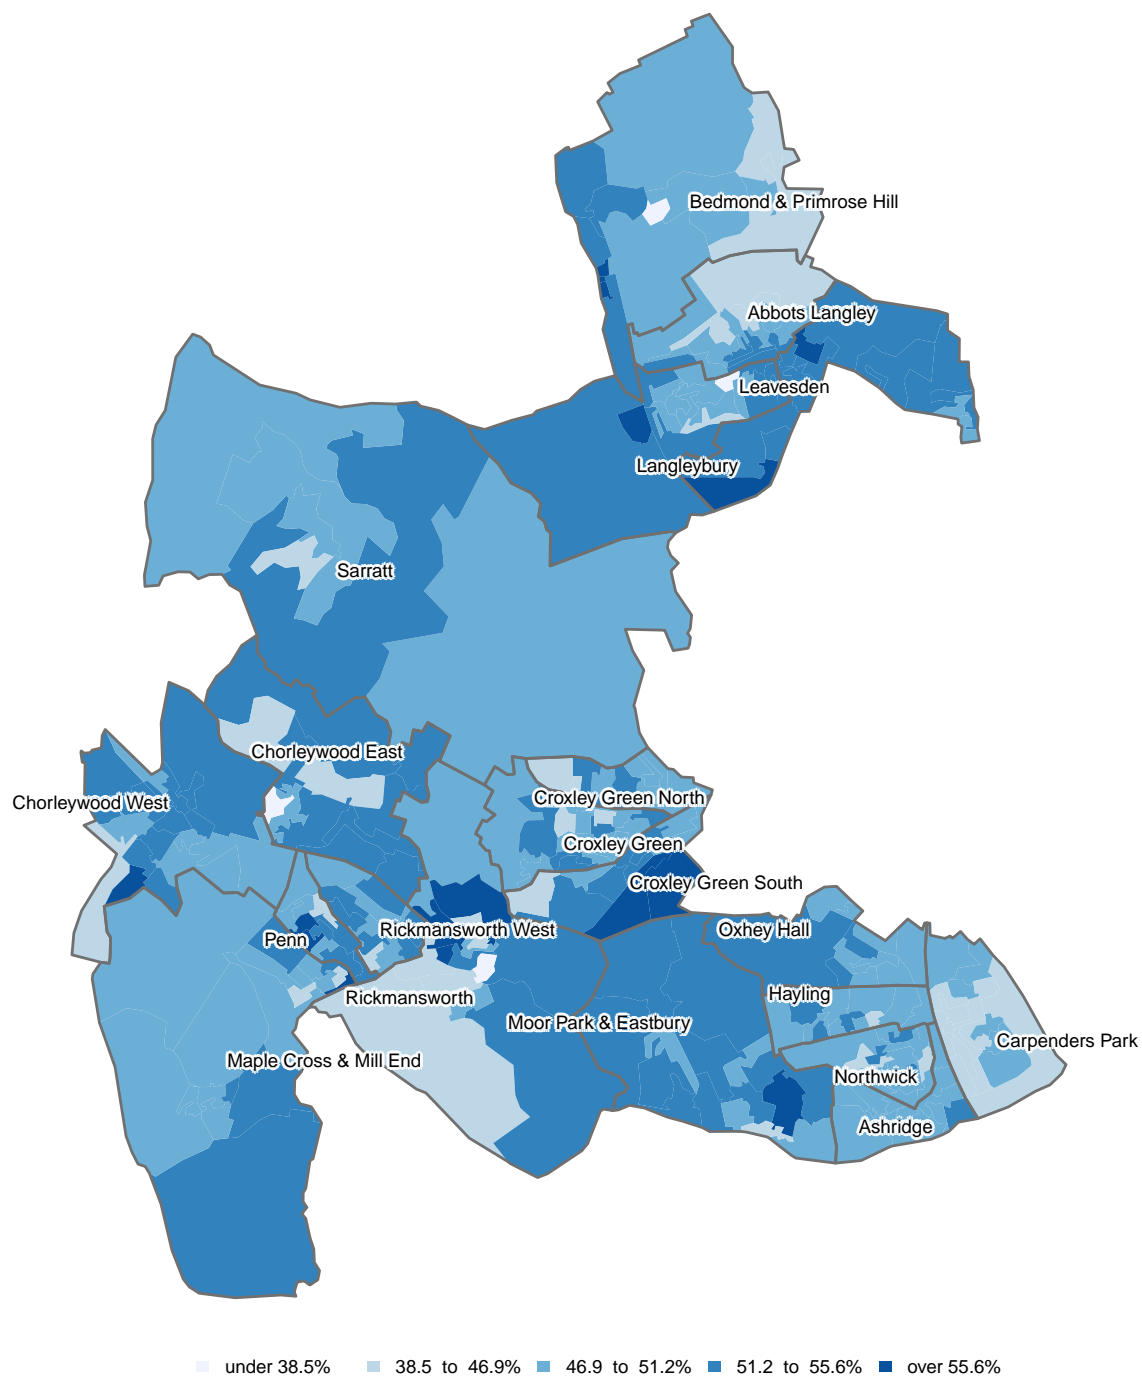 Bedmond & Primrose Hill
Abbots Langley
Leavesden
Langleybury
Sarratt
Chorleywood East
Chorleywood West
Croxley Green North
Croxley Green
Croxley Green South
Rickmansworth West
Oxhey Hall
Penn
Hayling
Rickmansworth
Moor Park & Eastbury
Carpenders Park
Maple Cross & Mill End
Northwick
Ashridge
under 38.5%
38.5 to 46.9%
46.9 to 51.2%
51.2 to 55.6%
over 55.6%